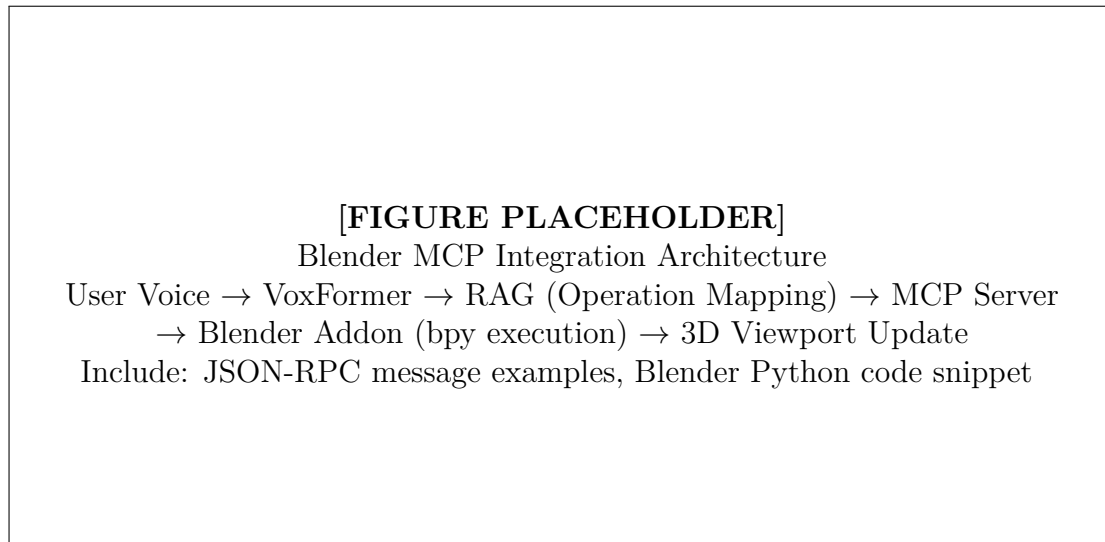 [FIGURE PLACEHOLDER]
Blender MCP Integration Architecture
User Voice → VoxFormer → RAG (Operation Mapping) → MCP Server
→ Blender Addon (bpy execution) → 3D Viewport Update
Include: JSON-RPC message examples, Blender Python code snippet